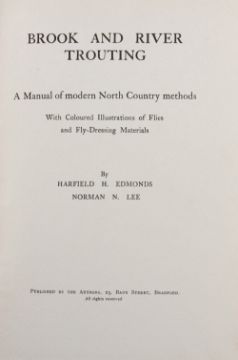 BROOK AND RIVER
TROUTING
A Manual of modern North Country methods
With Coloured Illustrations of Flies
and Fly-Dressing Materials
By
HARFIELD H. EDMONDS
NORMAN N. LEE
PUBLISHED BY THE AUTHORS, 23, BANK STREET, BRADFORD.
All rights reserved